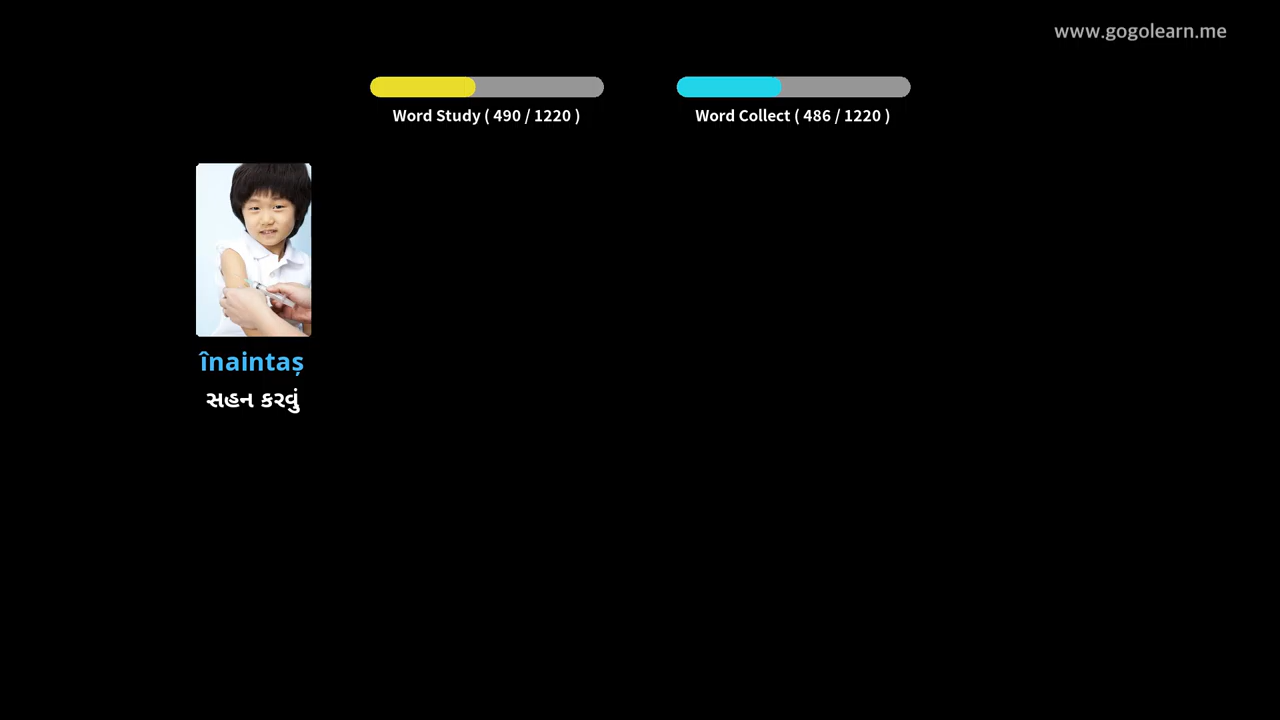 www.gogolearn.me
Word Study ( 490 / 1220 )
Word Collect ( 486 / 1220 )
înaintaș
સહન કરવું